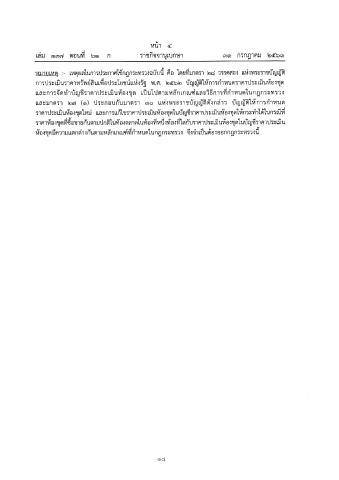 หน้า ๔
เล่ม ๑๓๗ ตอนที่ ๖๑ ก ราชกิจจานุเบกษา ๓๑ กรกฎาคม ๒๕๖๓
หมายเหตุ :- เหตุผลในการประกาศใช้กฎกระทรวงฉบับนี้ คือ โดยที่มาตรา ๒๘ วรรคสอง แห่งพระราชบัญญัติ
การประเมินราคาทรัพย์สินเพื่อประโยชน์แห่งรัฐ พ.ศ. ๒๕๖๒ บัญญัติให้การกำหนดราคาประเมินห้องชุด
และการจัดทำบัญชีราคาประเมินห้องชุด เป็นไปตามหลักเกณฑ์และวิธีการที่กำหนดในกฎกระทรวง
และมาตรา ๒๗ (๑) ประกอบกับมาตรา ๓๐ แห่งพระราชบัญญัติดังกล่าว บัญญัติให้การกำหนด
ราคาประเมินห้องชุดใหม่ และการแก้ไขราคาประเมินห้องชุดในบัญชีราคาประเมินห้องชุดให้กระทำได้ในกรณีที่
ราคาห้องชุดที่ซื้อขายกันตามปกติในท้องตลาดในท้องที่หนึ่งท้องที่ใดกับราคาประเมินห้องชุดในบัญชีราคาประเมิน
ห้องชุดมีความแตกต่างกันตามหลักเกณฑ์ที่กำหนดในกฎกระทรวง จึงจำเป็นต้องออกกฎกระทรวงนี้
๑๘